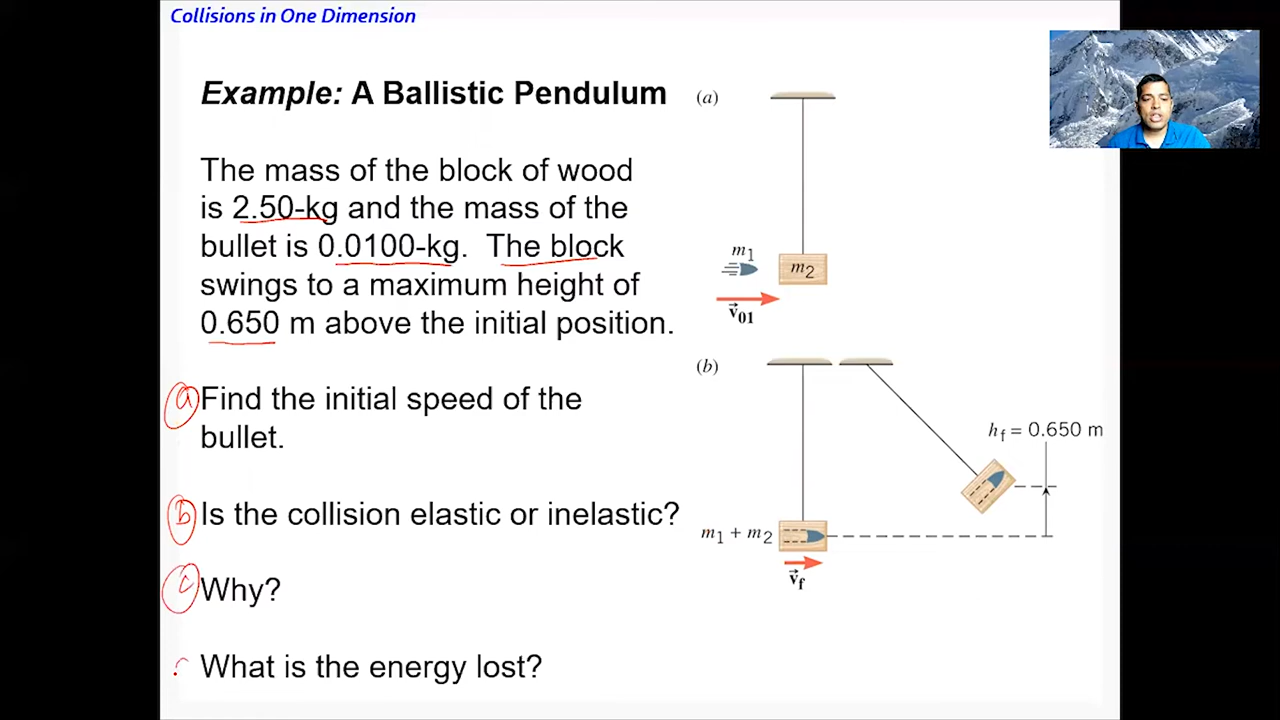 Collisions in One Dimension
Example: A Ballistic Pendulum
The mass of the block of wood
is 2.50-kg and the mass of the
bullet is 0.0100-kg. The block
swings to a maximum height of
0.650 m above the initial position.
a Find the initial speed of the
bullet.
b Is the collision elastic or inelastic?
c Why?
What is the energy lost?
(a)
m1
m2
v⃗01
(b)
hf = 0.650 m
m1 + m2
v⃗f